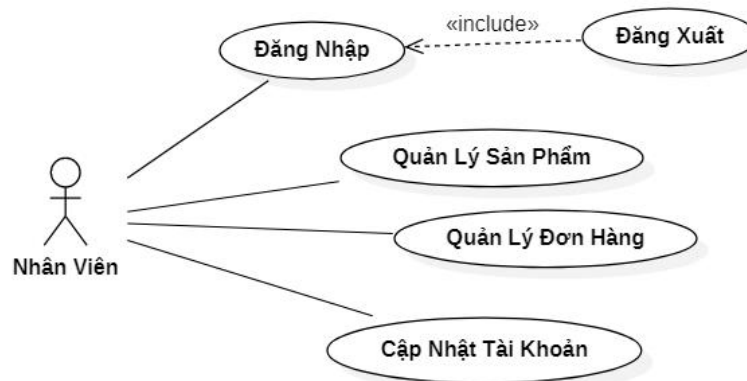 «include»
Đăng Nhập
Đăng Xuất
Quản Lý Sản Phẩm
Quản Lý Đơn Hàng
Nhân Viên
Cập Nhật Tài Khoản